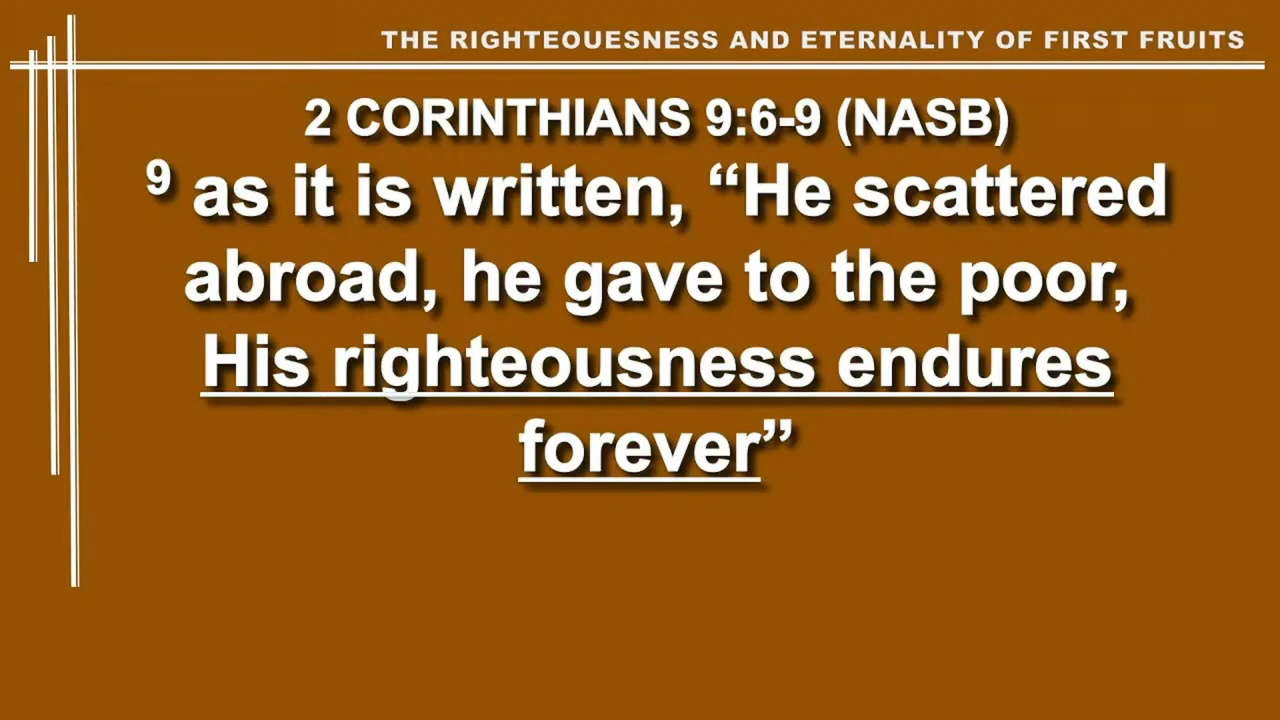 THE RIGHTEOUESNESS AND ETERNALITY OF FIRST FRUITS
2 CORINTHIANS 9:6-9 (NASB)
9 as it is written, “He scattered
abroad, he gave to the poor,
His righteousness endures
forever”